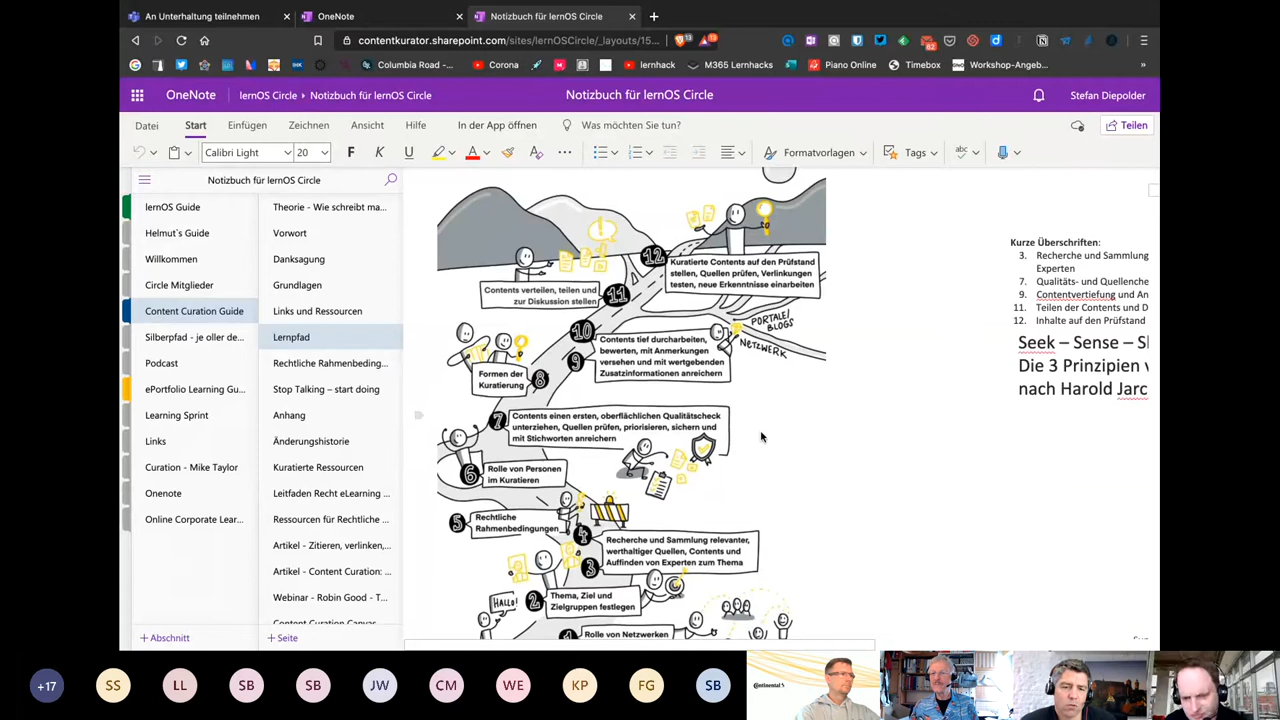 An Unterhaltung teilnehmen
OneNote
Notizbuch für lernOS Circle
contentkurator.sharepoint.com/sites/lernOSCircle/_layouts/15...
13
62
Columbia Road -...
Corona
lernhack
M365 Lernhacks
Piano Online
Timebox
Workshop-Angeb...
OneNote
lernOS Circle › Notizbuch für lernOS Circle
Notizbuch für lernOS Circle
Stefan Diepolder
Datei
Start
Einfügen
Zeichnen
Ansicht
Hilfe
In der App öffnen
Was möchten Sie tun?
Teilen
Calibri Light
20
F
K
U
Formatvorlagen
Tags
Notizbuch für lernOS Circle
lernOS Guide
Helmut`s Guide
Willkommen
Circle Mitglieder
Content Curation Guide
Silberpfad - je oller de...
Podcast
ePortfolio Learning Gu...
Learning Sprint
Links
Curation - Mike Taylor
Onenote
Online Corporate Lear...
+ Abschnitt
Theorie - Wie schreibt ma...
Vorwort
Danksagung
Grundlagen
Links und Ressourcen
Lernpfad
Rechtliche Rahmenbeding...
Stop Talking – start doing
Anhang
Änderungshistorie
Kuratierte Ressourcen
Leitfaden Recht eLearning ...
Ressourcen für Rechtliche ...
Artikel - Zitieren, verlinken,...
Artikel - Content Curation: ...
Webinar - Robin Good - T...
Content Curation Canvas
+ Seite
12
Kuratierte Contents auf den Prüfstand
stellen, Quellen prüfen, Verlinkungen
testen, neue Erkenntnisse einarbeiten
Contents verteilen, teilen und
zur Diskussion stellen
11
PORTALE/
BLOGS
NETZWERK
10
9
Contents tief durcharbeiten,
bewerten, mit Anmerkungen
versehen und mit wertgebenden
Zusatzinformationen anreichern
Formen der
Kuratierung
8
7
Contents einen ersten, oberflächlichen Qualitätscheck
unterziehen, Quellen prüfen, priorisieren, sichern und
mit Stichworten anreichern
6
Rolle von Personen
im Kuratieren
5
Rechtliche
Rahmenbedingungen
4
3
Recherche und Sammlung relevanter,
werthaltiger Quellen, Contents und
Auffinden von Experten zum Thema
HALLO!
2
Thema, Ziel und
Zielgruppen festlegen
1
Rolle von Netzwerken
Kurze Überschriften:
3. Recherche und Sammlung
Experten
7. Qualitäts- und Quellenche
9. Contentvertiefung und An
11. Teilen der Contents und D
12. Inhalte auf den Prüfstand
Seek – Sense – S
Die 3 Prinzipien v
nach Harold Jarc
+17
SS
LL
SB
SB
JW
CM
WE
KP
FG
SB
Continental